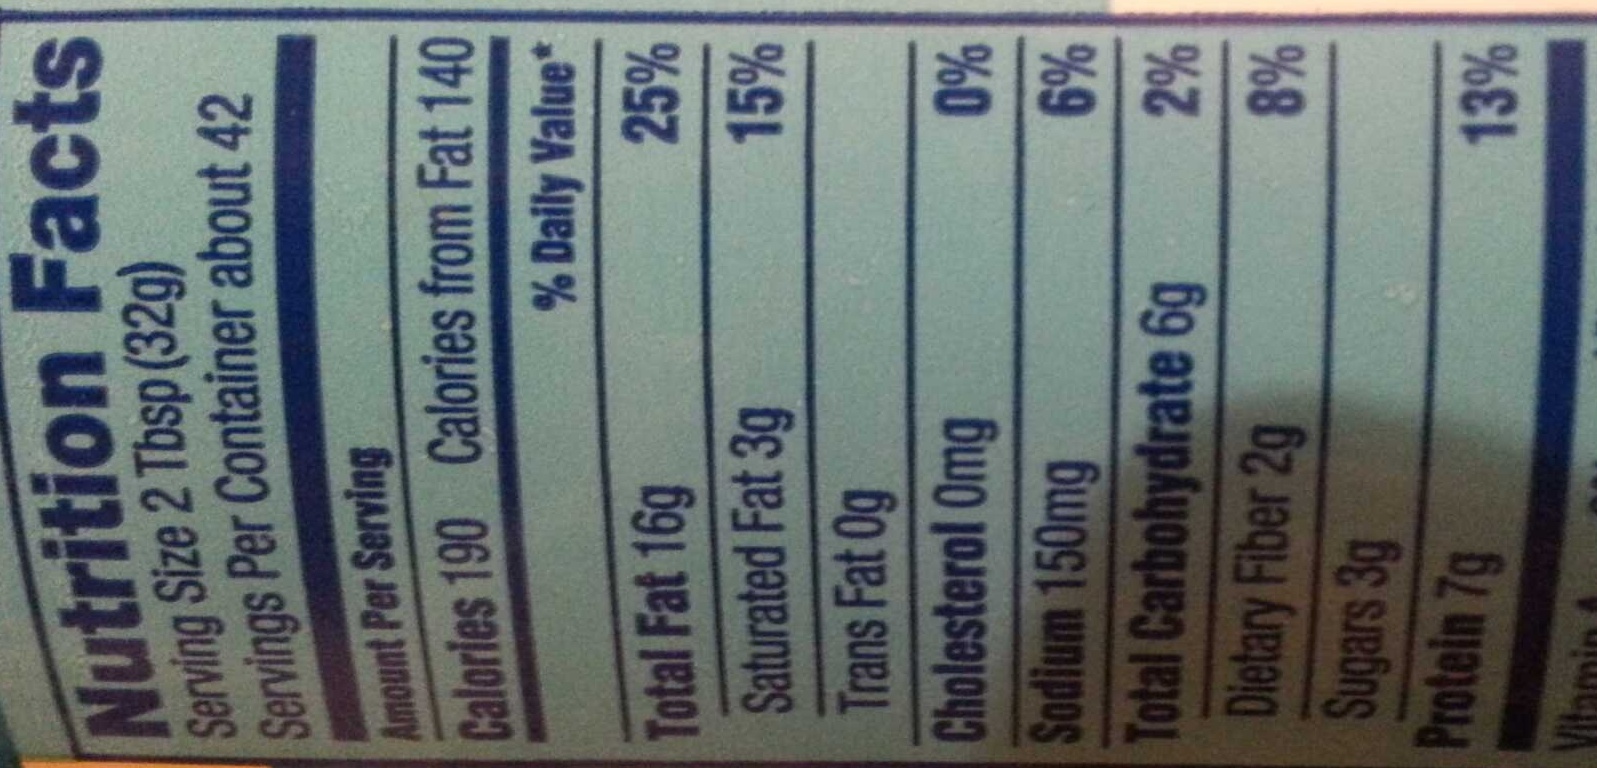 Nutrition Facts
Serving Size 2 Tbsp (32g)
Servings Per Container about 42
Amount Per Serving
Calories 190 Calories from Fat 140
% Daily Value*
Total Fat 16g 25%
Saturated Fat 3g 15%
Trans Fat 0g
Cholesterol 0mg 0%
Sodium 150mg 6%
Total Carbohydrate 6g 2%
Dietary Fiber 2g 8%
Sugars 3g
Protein 7g 13%
Vitamin A